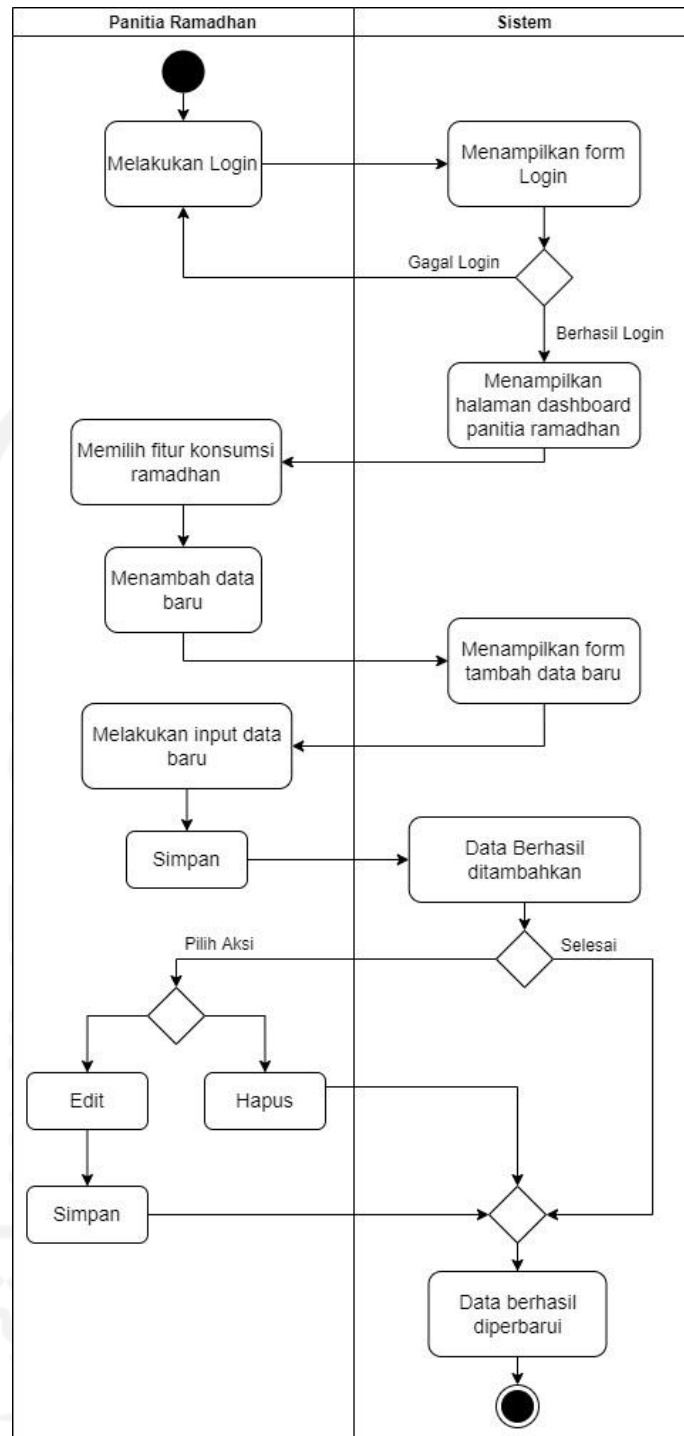 Panitia Ramadhan
Sistem
Melakukan Login
Menampilkan form
Login
Gagal Login
Berhasil Login
Menampilkan
halaman dashboard
panitia ramadhan
Memilih fitur konsumsi
ramadhan
Menambah data
baru
Menampilkan form
tambah data baru
Melakukan input data
baru
Simpan
Data Berhasil
ditambahkan
Pilih Aksi
Selesai
Edit
Hapus
Simpan
Data berhasil
diperbarui